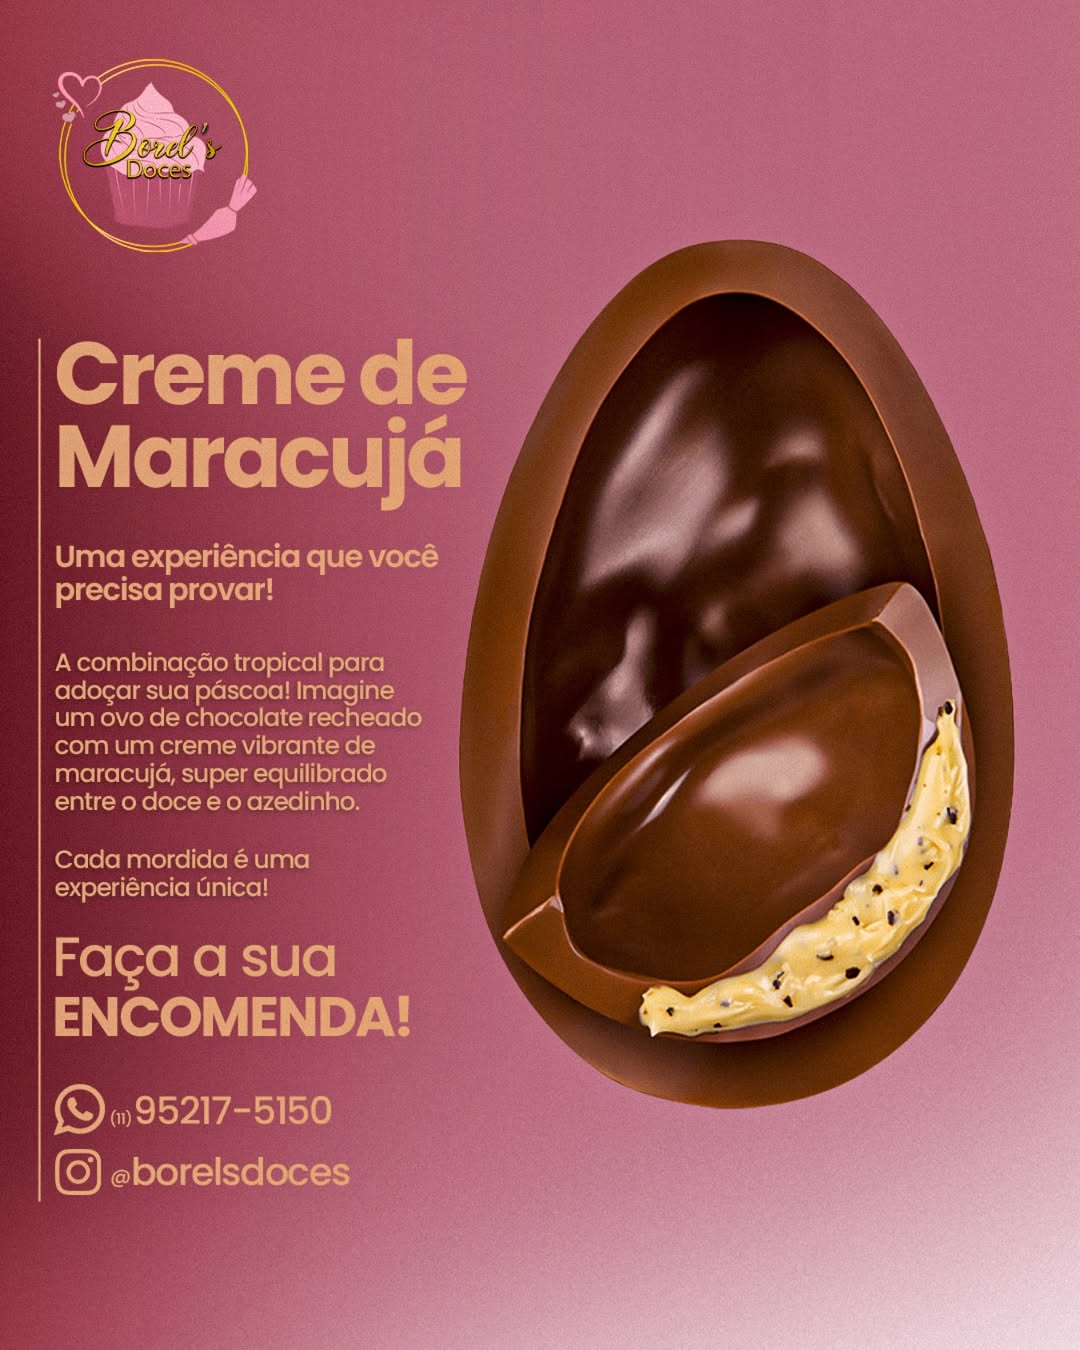 Borel's
Doces
Creme de
Maracujá
Uma experiência que você
precisa provar!
A combinação tropical para
adoçar sua páscoa! Imagine
um ovo de chocolate recheado
com um creme vibrante de
maracujá, super equilibrado
entre o doce e o azedinho.
Cada mordida é uma
experiência única!
Faça a sua
ENCOMENDA!
(11) 95217-5150
@borelsdoces